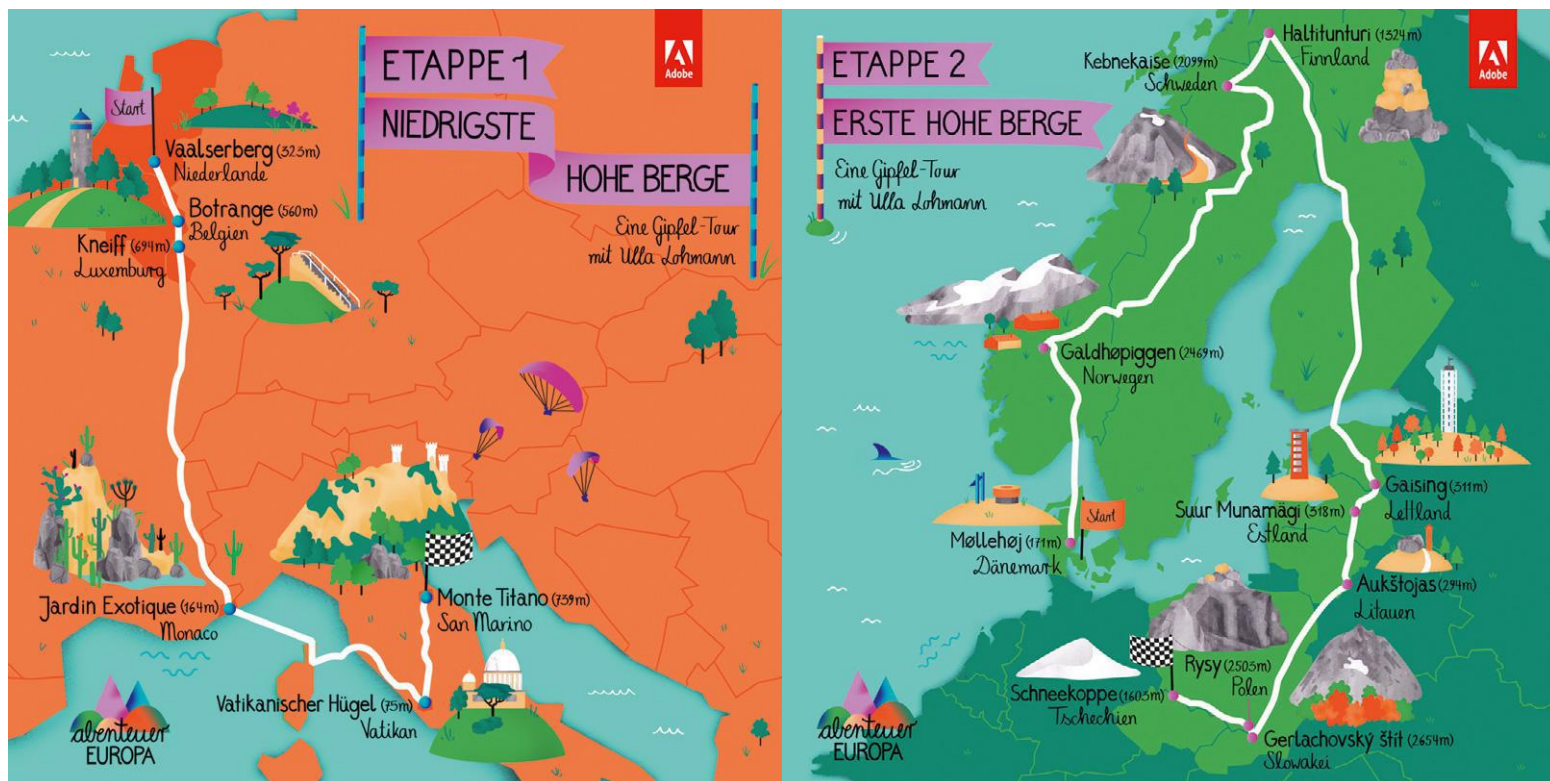 ETAPPE 1
NIEDRIGSTE
HOHE BERGE
Eine Gipfel-Tour
mit Ulla Lohmann
Adobe
Start
Vaalserberg (323m)
Niederlande
Botrange (560m)
Belgien
Kneiff (694m)
Luxemburg
Jardin Exotique (164m)
Monaco
Monte Titano (739m)
San Marino
Vatikanischer Hügel (75m)
Vatikan
abenteuer
EUROPA
ETAPPE 2
ERSTE HOHE BERGE
Eine Gipfel-Tour
mit Ulla Lohmann
Adobe
Haltitunturi (1324m)
Finnland
Kebnekaise (2099m)
Schweden
Galdhøpiggen (2469m)
Norwegen
Start
Møllehøj (171m)
Dänemark
Gaising (311m)
Lettland
Suur Munamägi (318m)
Estland
Aukštojas (294m)
Litauen
Rysy (2503m)
Polen
Schneekoppe (1603m)
Tschechien
Gerlachovský štít (2654m)
Slowakei
abenteuer
EUROPA